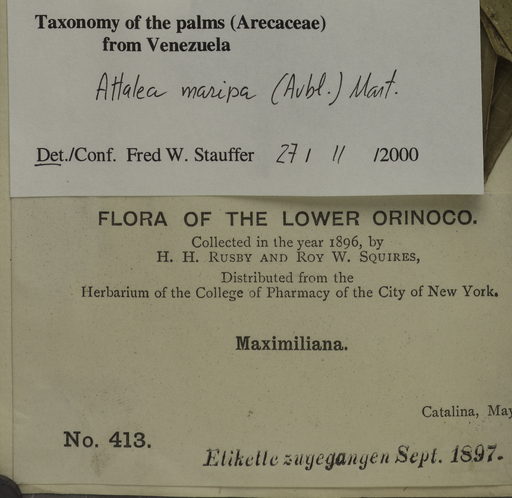 Taxonomy of the palms (Arecaceae)
from Venezuela
Attalea maripa (Aubl.) Mart.
Det./Conf. Fred W. Stauffer 27 / 11 /2000
FLORA OF THE LOWER ORINOCO.
Collected in the year 1896, by
H. H. RUSBY AND ROY W. SQUIRES,
Distributed from the
Herbarium of the College of Pharmacy of the City of New York.
Maximiliana.
Catalina, May
No. 413.
Etikette zugegangen Sept. 1897.